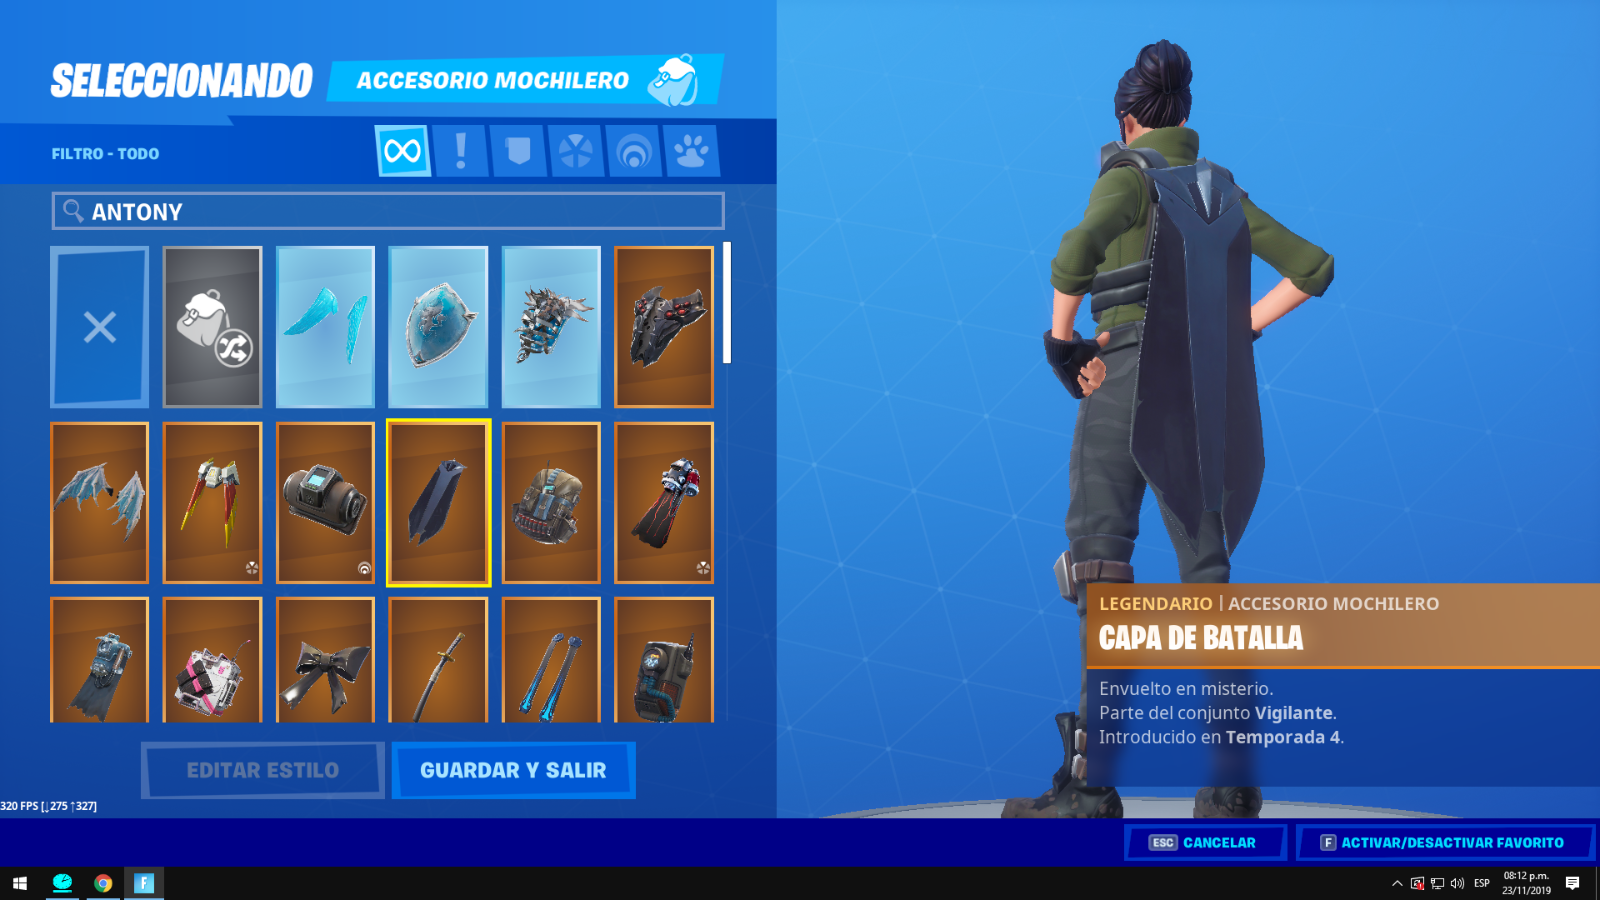 SELECCIONANDO
ACCESORIO MOCHILERO
FILTRO - TODO
ANTONY
LEGENDARIO | ACCESORIO MOCHILERO
CAPA DE BATALLA
Envuelto en misterio.
Parte del conjunto Vigilante.
Introducido en Temporada 4.
EDITAR ESTILO
GUARDAR Y SALIR
320 FPS [↓275 ↑327]
ESC CANCELAR
F ACTIVAR/DESACTIVAR FAVORITO
F
ESP
08:12 p.m.
23/11/2019